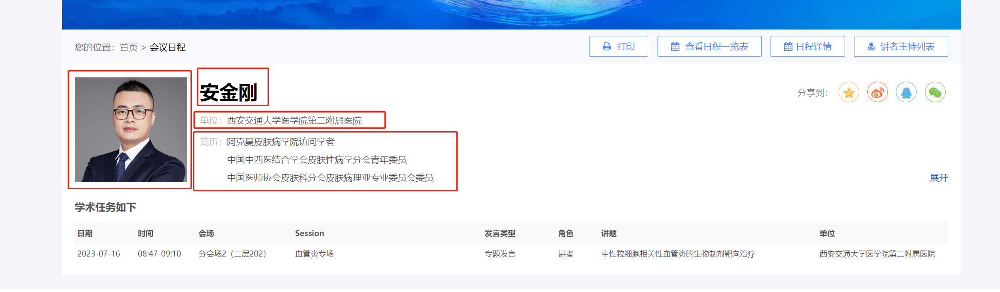 您的位置：首页 > 会议日程
打印
查看日程一览表
日程详情
讲者主持列表
安金刚
分享到：
单位：西安交通大学医学院第二附属医院
简历：阿克曼皮肤病学院访问学者
中国中西医结合学会皮肤性病学分会青年委员
中国医师协会皮肤科分会皮肤病理亚专业委员会委员
展开
学术任务如下
日期 时间 会场 Session 发言类型 角色 讲题 单位
2023-07-16 08:47-09:10 分会场2（二层202） 血管炎专场 专题发言 讲者 中性粒细胞相关性血管炎的生物制剂靶向治疗 西安交通大学医学院第二附属医院